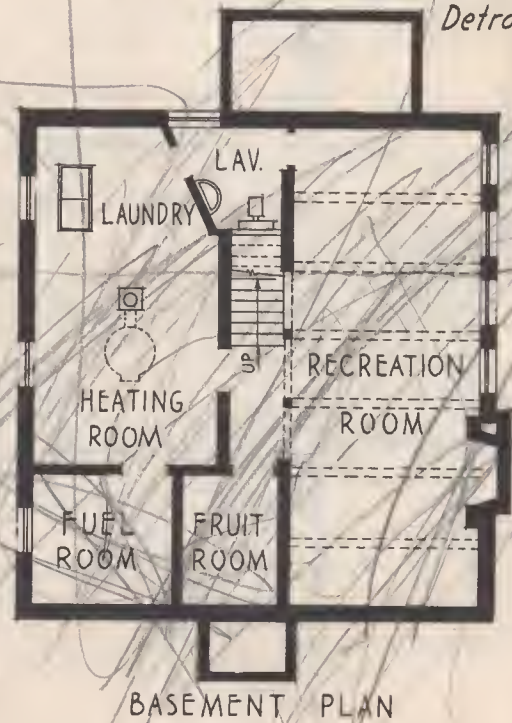 Detro
LAV.
LAUNDRY
UP
RECREATION
ROOM
HEATING
ROOM
FUEL
ROOM
FRUIT
ROOM
BASEMENT PLAN